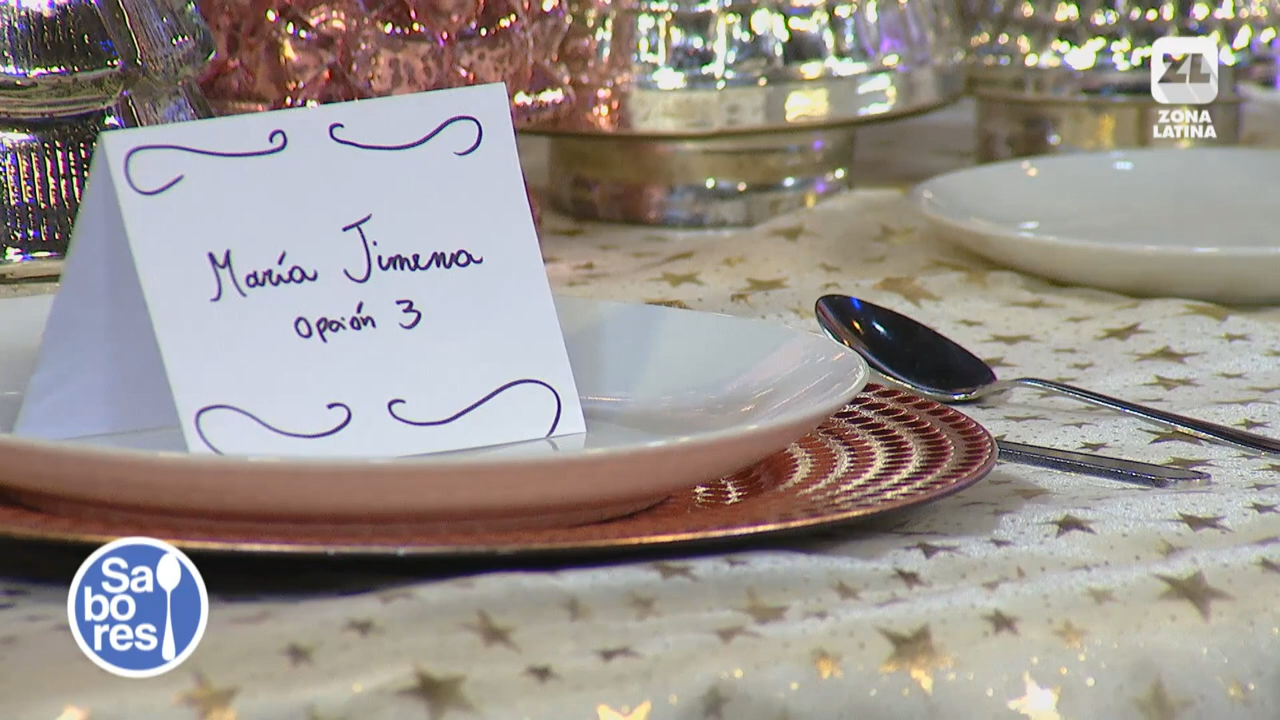 ZL
ZONA
LATINA
María Jimena
Opción 3
Sa
bo
res